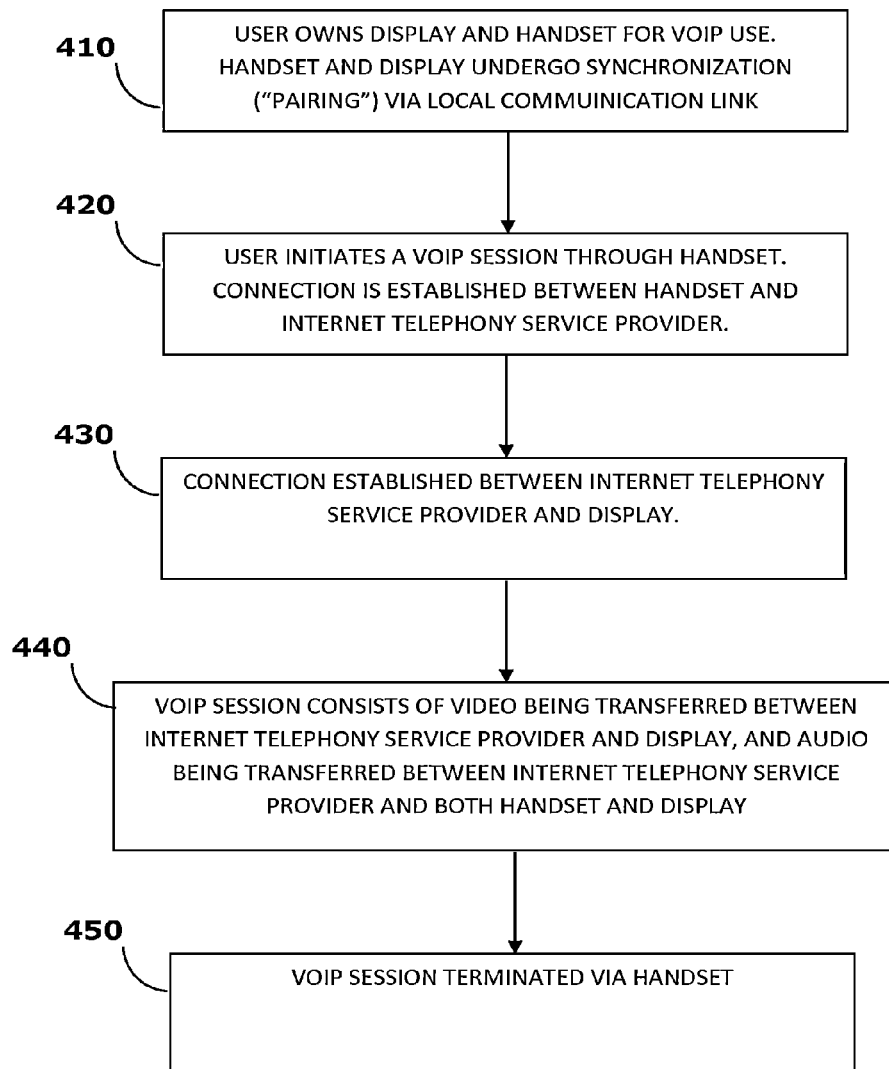 410
USER OWNS DISPLAY AND HANDSET FOR VOIP USE.
HANDSET AND DISPLAY UNDERGO SYNCHRONIZATION
(“PAIRING”) VIA LOCAL COMMUINICATION LINK
420
USER INITIATES A VOIP SESSION THROUGH HANDSET.
CONNECTION IS ESTABLISHED BETWEEN HANDSET AND
INTERNET TELEPHONY SERVICE PROVIDER.
430
CONNECTION ESTABLISHED BETWEEN INTERNET TELEPHONY
SERVICE PROVIDER AND DISPLAY.
440
VOIP SESSION CONSISTS OF VIDEO BEING TRANSFERRED BETWEEN
INTERNET TELEPHONY SERVICE PROVIDER AND DISPLAY, AND AUDIO
BEING TRANSFERRED BETWEEN INTERNET TELEPHONY SERVICE
PROVIDER AND BOTH HANDSET AND DISPLAY
450
VOIP SESSION TERMINATED VIA HANDSET